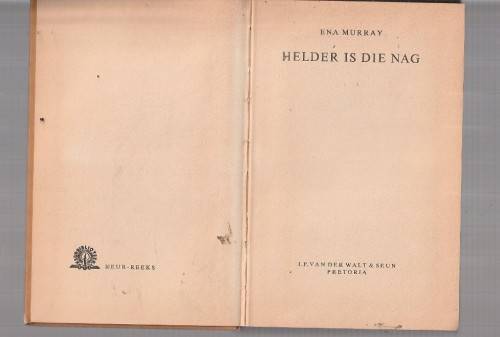 NEUR-REEKS
ENA MURRAY
HELDER IS DIE NAG
J.P. VAN DER WALT & SEUN
PRETORIA